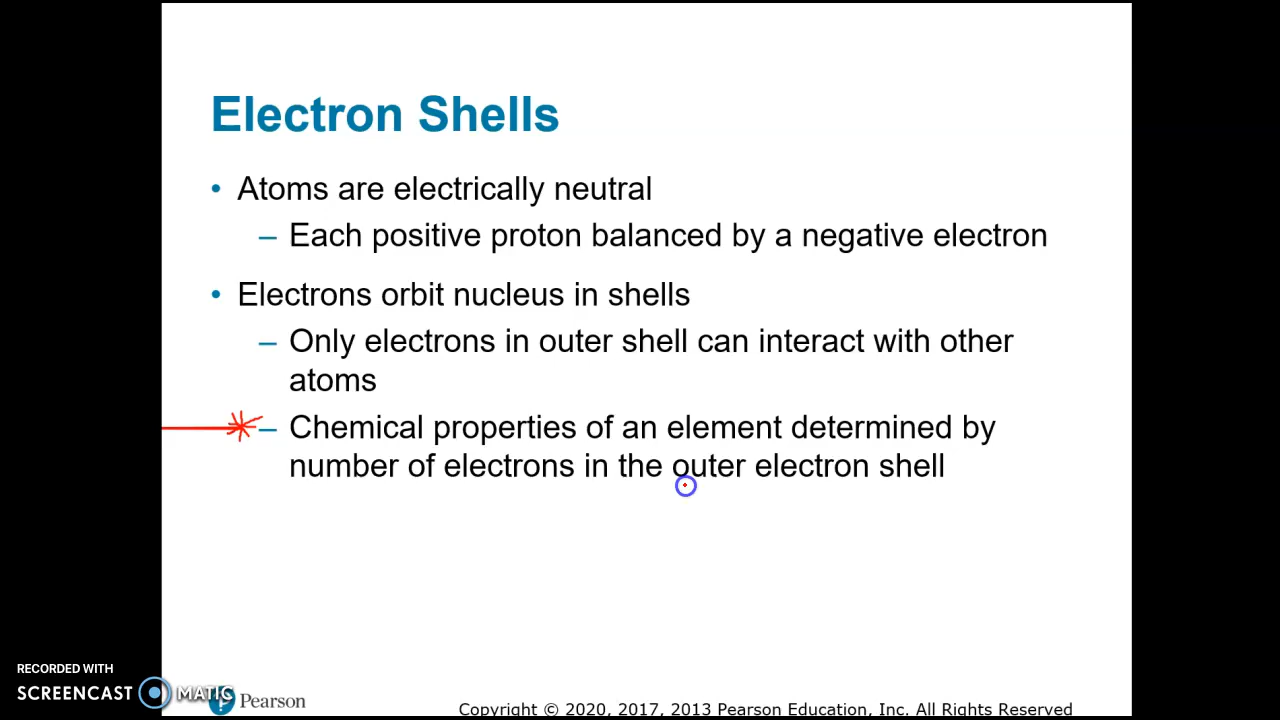 Electron Shells
• Atoms are electrically neutral
– Each positive proton balanced by a negative electron
• Electrons orbit nucleus in shells
– Only electrons in outer shell can interact with other
atoms
– Chemical properties of an element determined by
number of electrons in the outer electron shell
RECORDED WITH
SCREENCAST MATIC
Pearson
Copyright © 2020, 2017, 2013 Pearson Education, Inc. All Rights Reserved